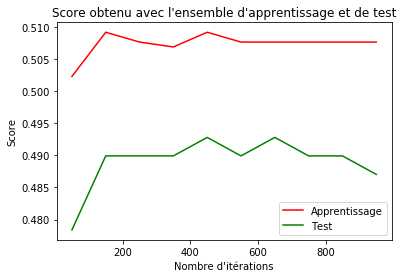 Score obtenu avec l'ensemble d'apprentissage et de test
0.510
0.505
0.500
0.495
0.490
0.485
0.480
Score
200
400
600
800
Nombre d'itérations
Apprentissage
Test